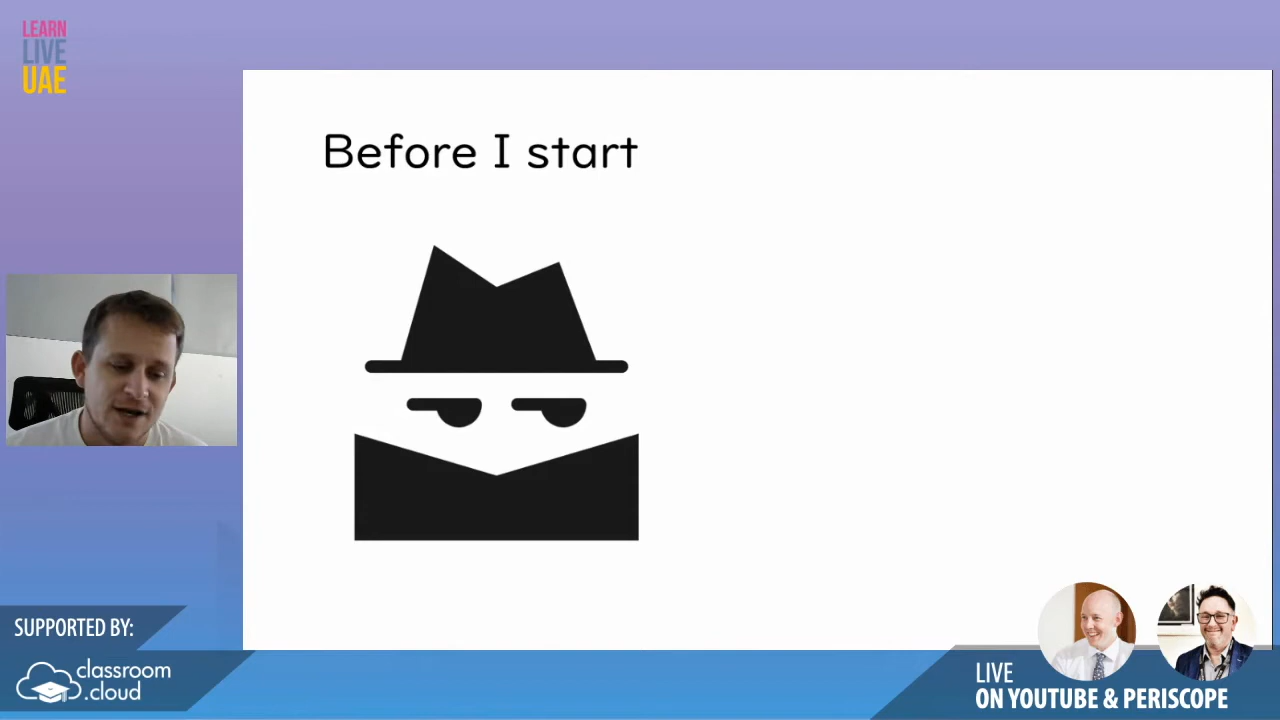 LEARN
LIVE
UAE
Before I start
SUPPORTED BY:
classroom
.cloud
LIVE
ON YOUTUBE & PERISCOPE